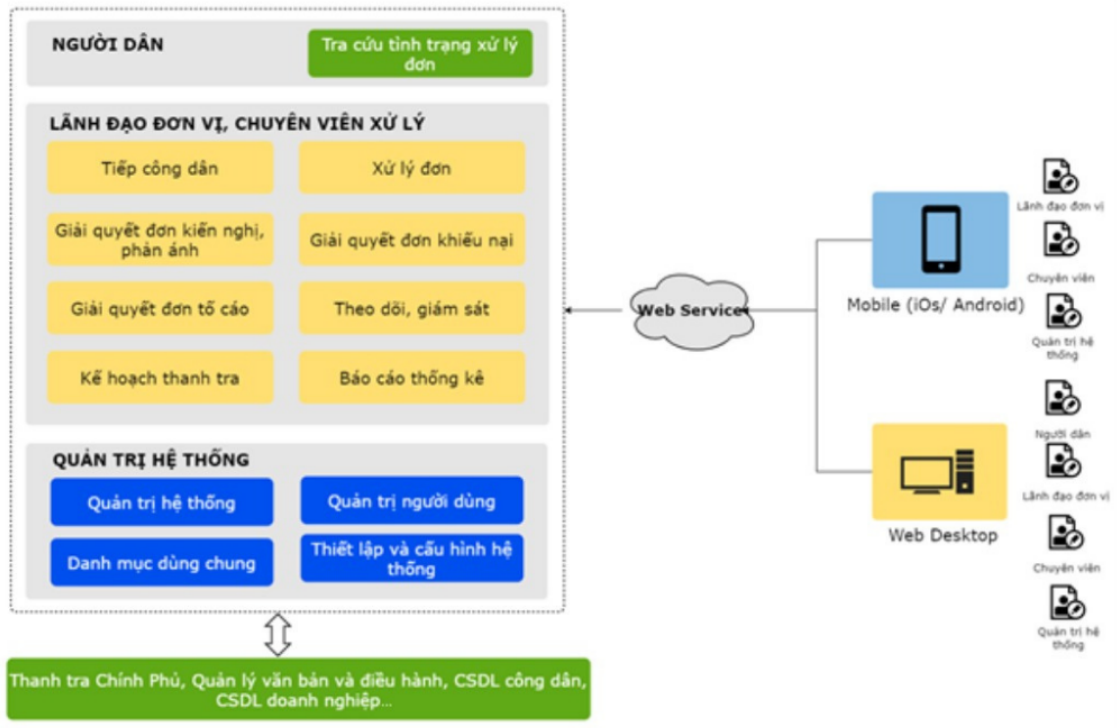 NGƯỜI DÂN
Tra cứu tình trạng xử lý
đơn
LÃNH ĐẠO ĐƠN VỊ, CHUYÊN VIÊN XỬ LÝ
Tiếp công dân
Xử lý đơn
Giải quyết đơn kiến nghị,
phản ánh
Giải quyết đơn khiếu nại
Giải quyết đơn tố cáo
Theo dõi, giám sát
Kế hoạch thanh tra
Báo cáo thống kê
QUẢN TRỊ HỆ THỐNG
Quản trị hệ thống
Quản trị người dùng
Danh mục dùng chung
Thiết lập và cấu hình hệ
thống
Thanh tra Chính Phủ, Quản lý văn bản và điều hành, CSDL công dân,
CSDL doanh nghiệp...
Web Service
Mobile (iOs/ Android)
Lãnh đạo đơn vị
Chuyên viên
Quản trị hệ
thống
Web Desktop
Người dân
Lãnh đạo đơn vị
Chuyên viên
Quản trị hệ
thống